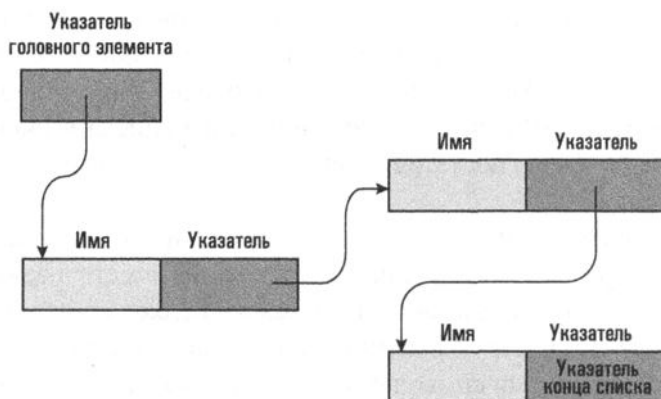 Указатель
головного элемента
Имя Указатель
Имя Указатель
Имя Указатель
Указатель
конца списка